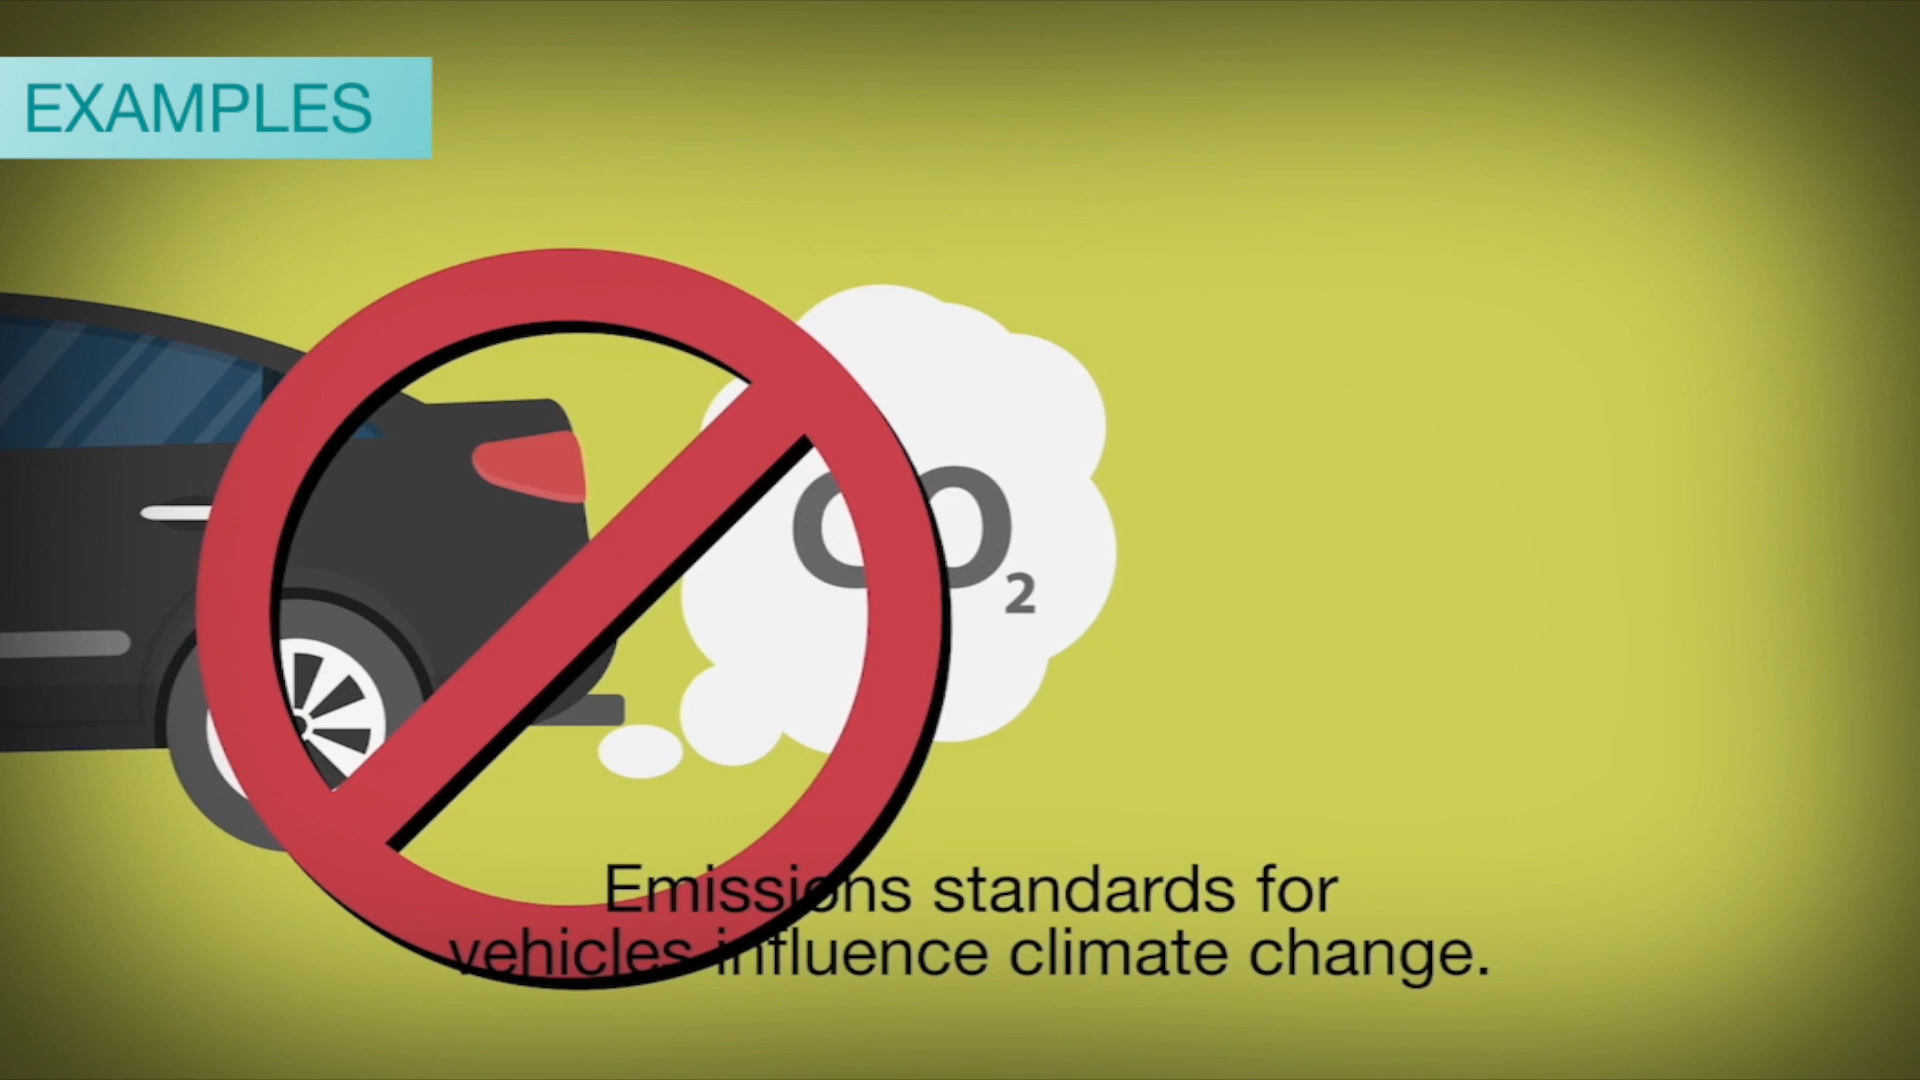 EXAMPLES
CO₂
Emissions standards for
vehicles influence climate change.